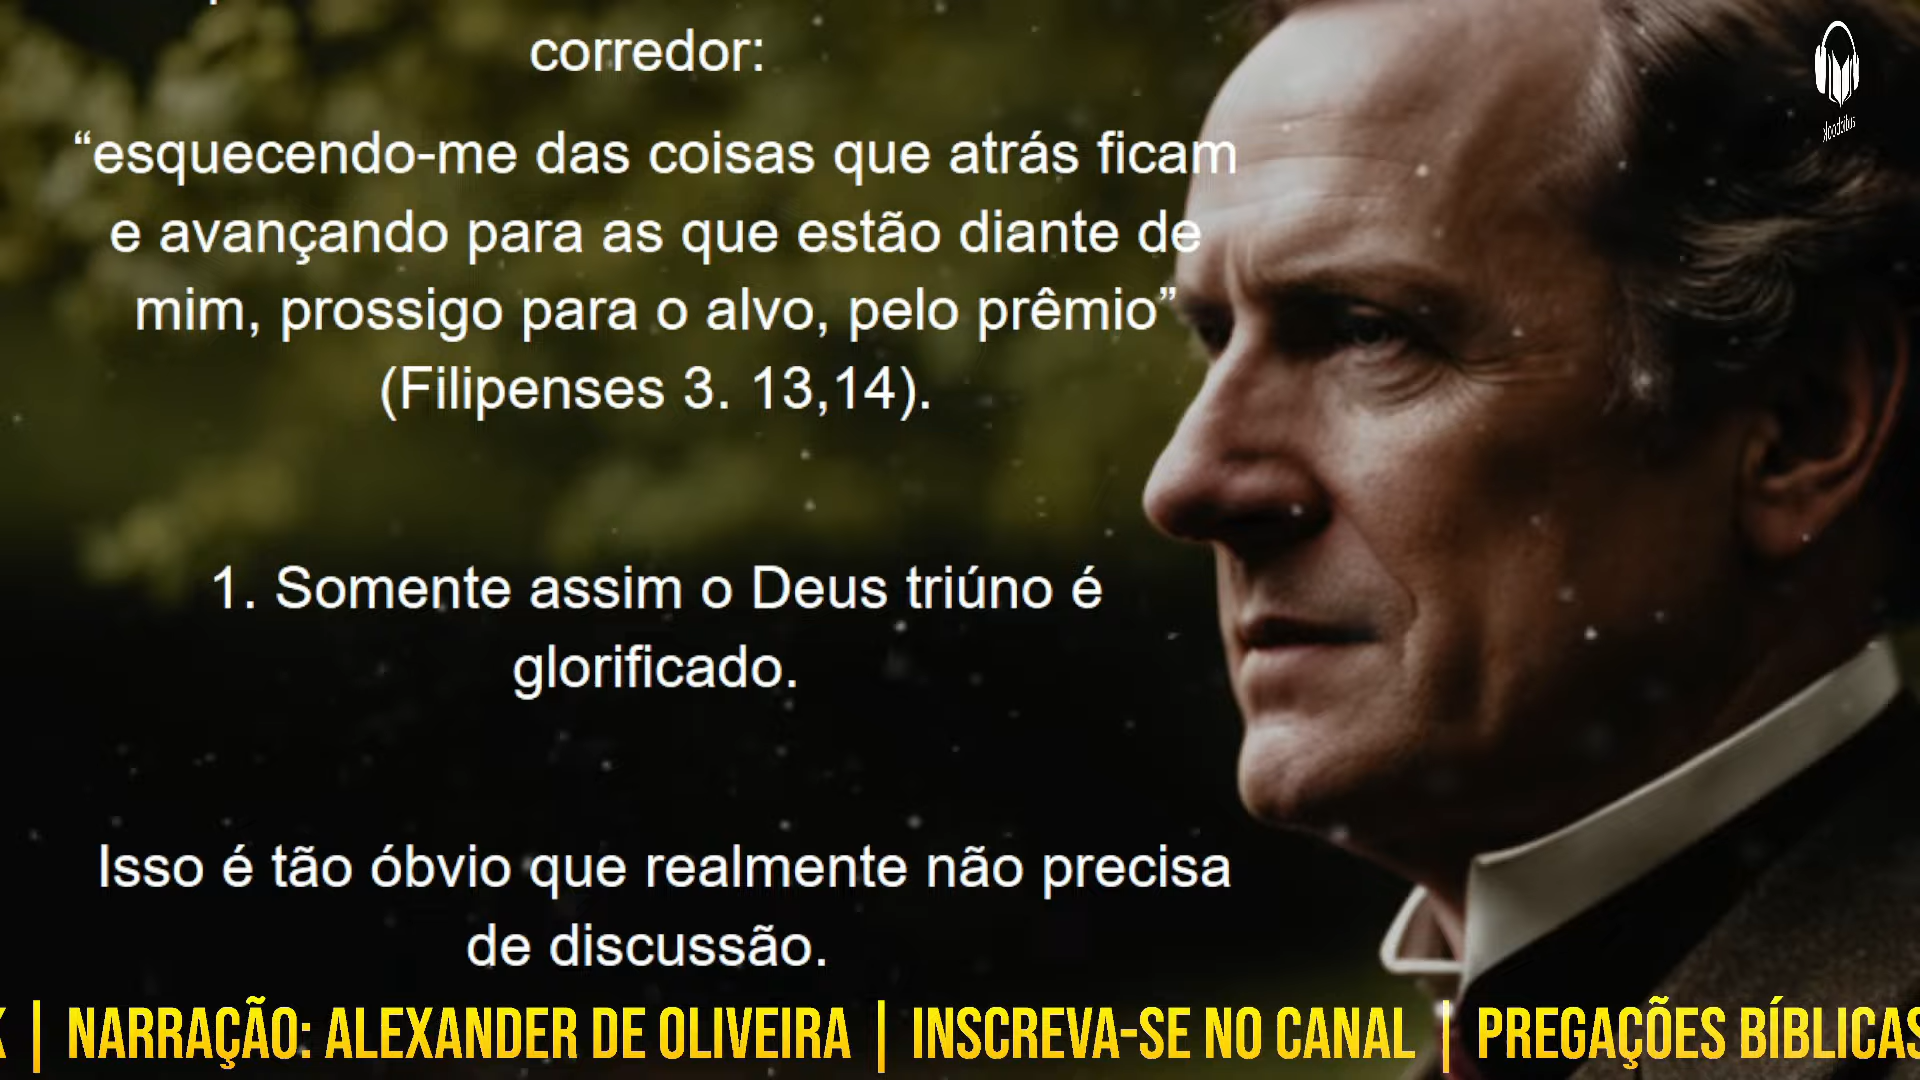 corredor:
“esquecendo-me das coisas que atrás ficam
e avançando para as que estão diante de
mim, prossigo para o alvo, pelo prêmio”
(Filipenses 3. 13,14).
1. Somente assim o Deus triúno é
glorificado.
Isso é tão óbvio que realmente não precisa
de discussão.
| NARRAÇÃO: ALEXANDER DE OLIVEIRA | INSCREVA-SE NO CANAL | PREGAÇÕES BÍBLICAS